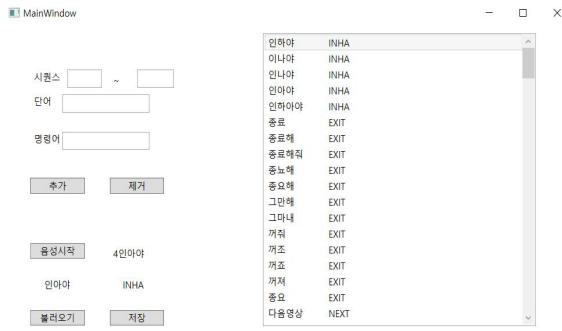 MainWindow
시퀀스 ~
단어
명령어
추가 제거
음성시작 4인아야
인아야 INHA
불러오기 저장
인하야 INHA
이나야 INHA
인나야 INHA
인아야 INHA
인하아야 INHA
종료 EXIT
종료해 EXIT
종료해줘 EXIT
종뇨해 EXIT
종요해 EXIT
그만해 EXIT
그마내 EXIT
꺼줘 EXIT
꺼조 EXIT
꺼죠 EXIT
꺼져 EXIT
종요 EXIT
다음영상 NEXT